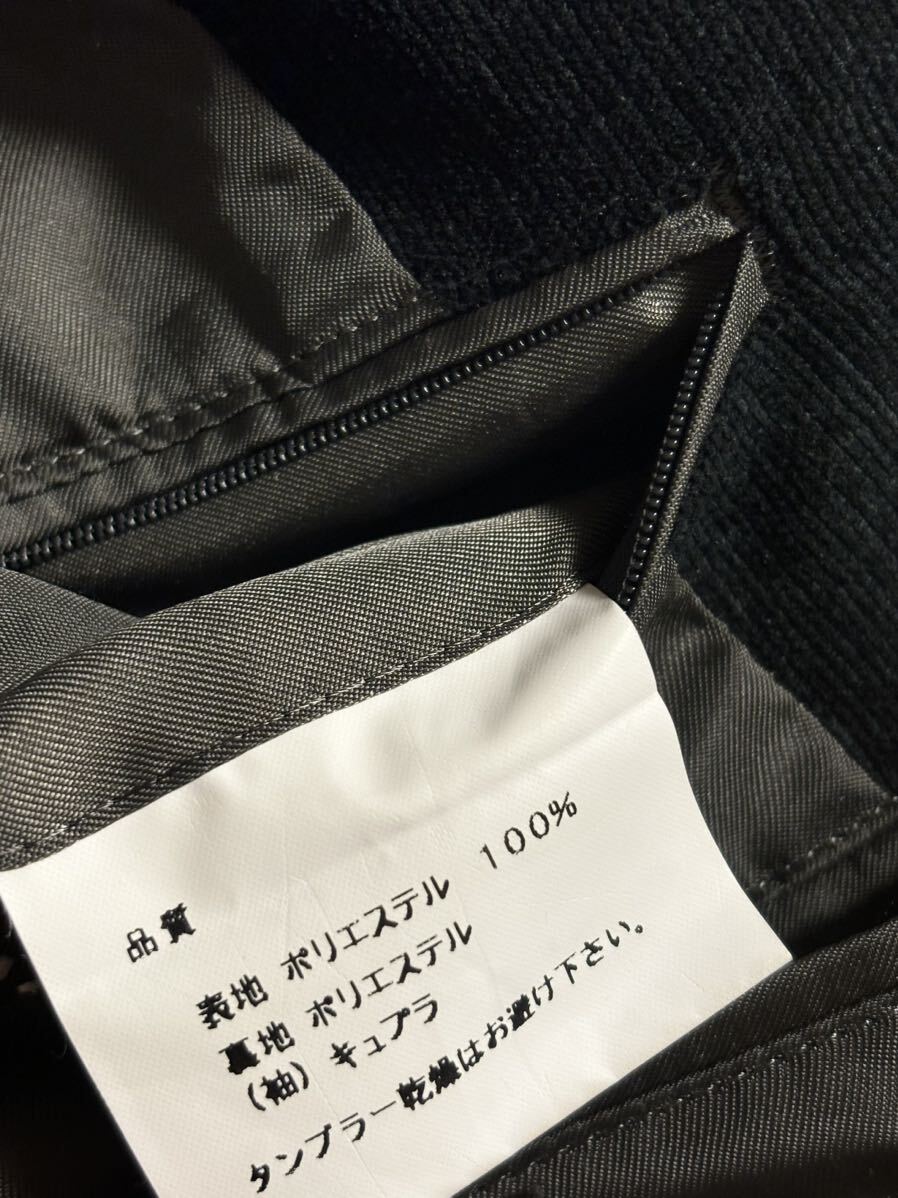 品質
表地 ポリエステル 100%
裏地 ポリエステル
(袖) キュプラ
タンブラー乾燥はお避け下さい。